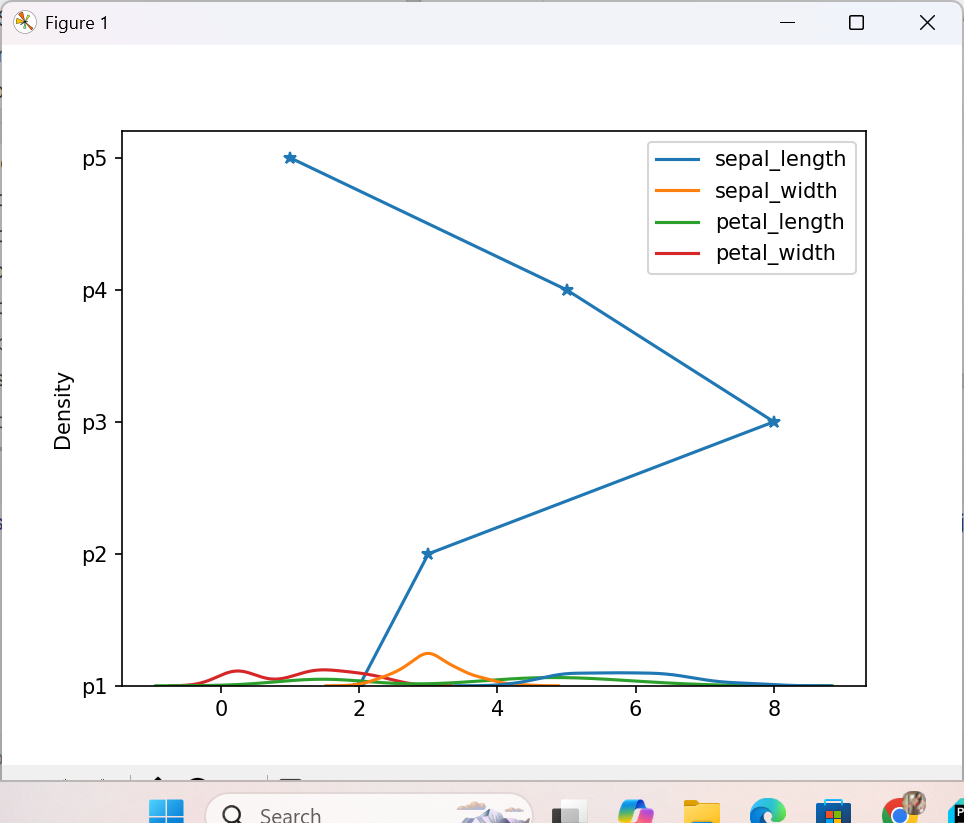 Figure 1
p5
p4
p3
p2
p1
Density
sepal_length
sepal_width
petal_length
petal_width
0 2 4 6 8
Search